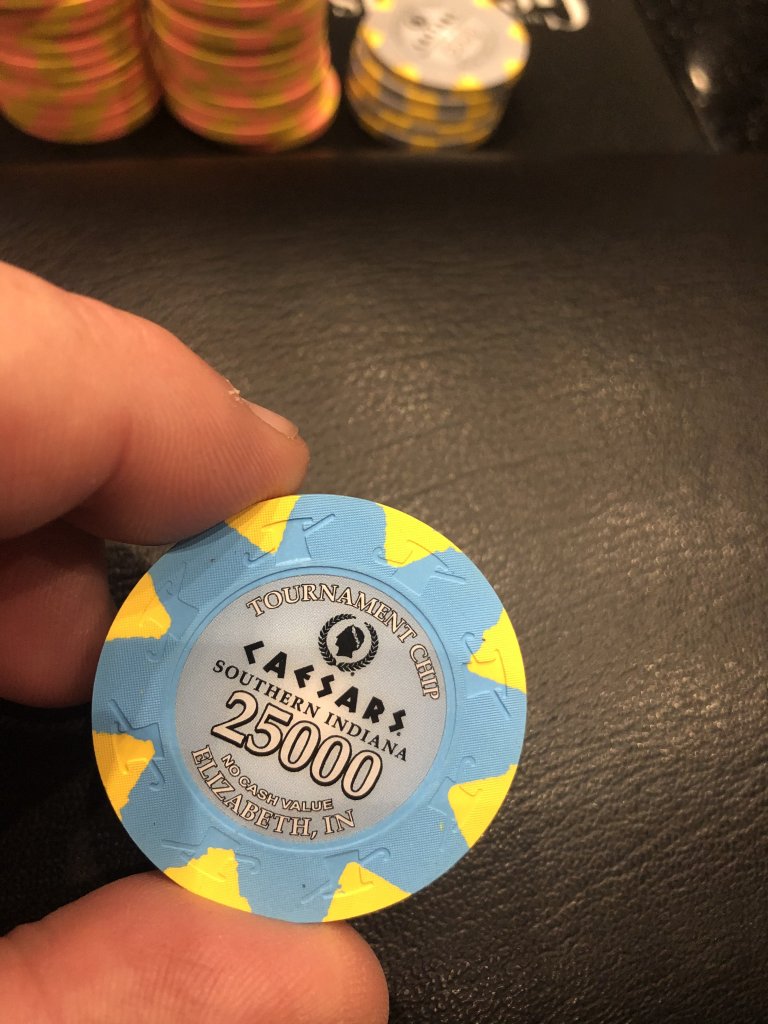 TOURNAMENT CHIP
CAESARS
SOUTHERN INDIANA
25000
NO CASH VALUE
ELIZABETH, IN